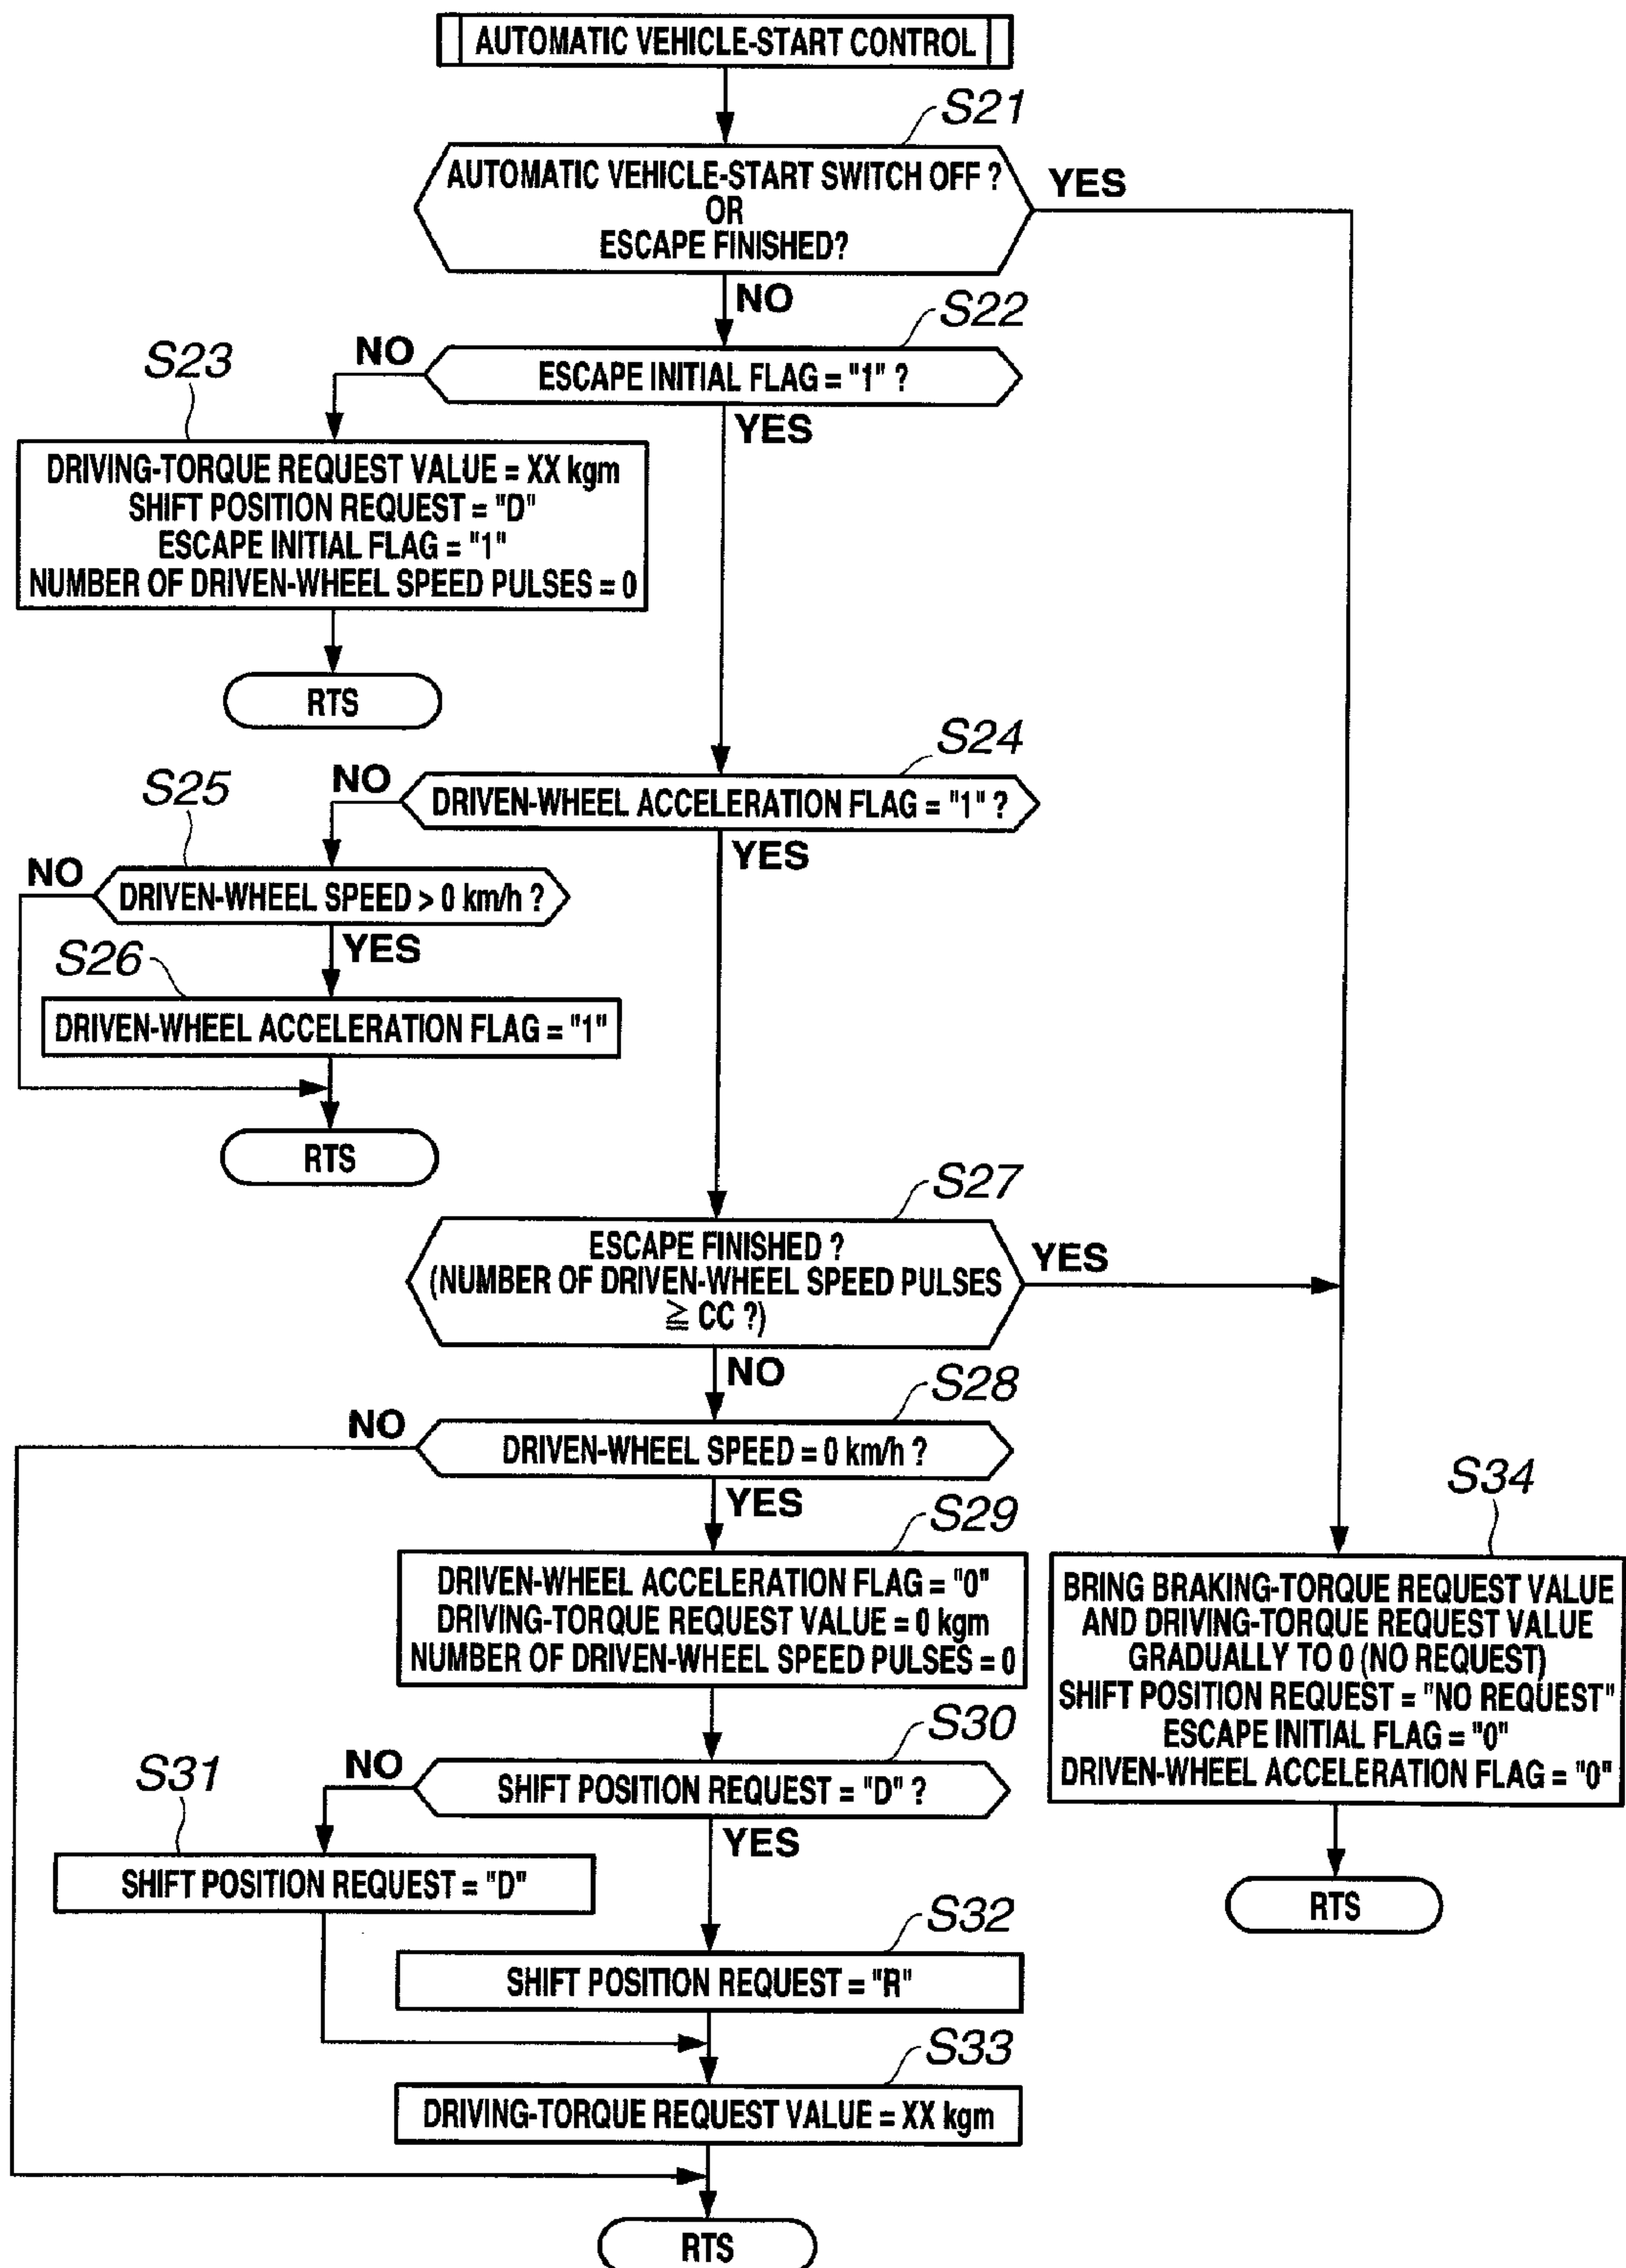 AUTOMATIC VEHICLE-START CONTROL
S21
AUTOMATIC VEHICLE-START SWITCH OFF ?
OR
ESCAPE FINISHED?
YES
NO
S22
ESCAPE INITIAL FLAG = "1" ?
NO
YES
S23
DRIVING-TORQUE REQUEST VALUE = XX kgm
SHIFT POSITION REQUEST = "D"
ESCAPE INITIAL FLAG = "1"
NUMBER OF DRIVEN-WHEEL SPEED PULSES = 0
RTS
S24
DRIVEN-WHEEL ACCELERATION FLAG = "1" ?
NO
YES
S25
DRIVEN-WHEEL SPEED > 0 km/h ?
NO
YES
S26
DRIVEN-WHEEL ACCELERATION FLAG = "1"
RTS
S27
ESCAPE FINISHED ?
(NUMBER OF DRIVEN-WHEEL SPEED PULSES
≧ CC ?)
YES
NO
S28
DRIVEN-WHEEL SPEED = 0 km/h ?
NO
YES
S29
DRIVEN-WHEEL ACCELERATION FLAG = "0"
DRIVING-TORQUE REQUEST VALUE = 0 kgm
NUMBER OF DRIVEN-WHEEL SPEED PULSES = 0
S30
SHIFT POSITION REQUEST = "D" ?
NO
YES
S31
SHIFT POSITION REQUEST = "D"
S32
SHIFT POSITION REQUEST = "R"
S33
DRIVING-TORQUE REQUEST VALUE = XX kgm
RTS
S34
BRING BRAKING-TORQUE REQUEST VALUE
AND DRIVING-TORQUE REQUEST VALUE
GRADUALLY TO 0 (NO REQUEST)
SHIFT POSITION REQUEST = "NO REQUEST"
ESCAPE INITIAL FLAG = "0"
DRIVEN-WHEEL ACCELERATION FLAG = "0"
RTS